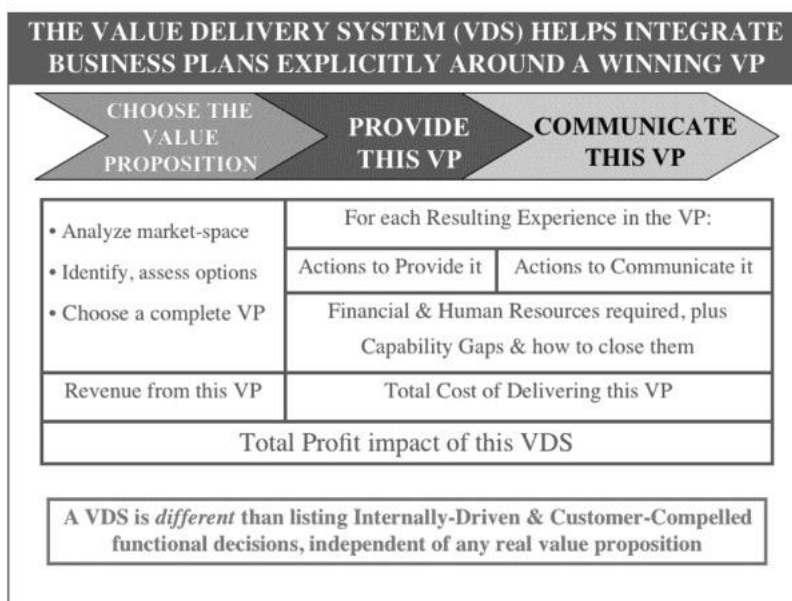 THE VALUE DELIVERY SYSTEM (VDS) HELPS INTEGRATE
BUSINESS PLANS EXPLICITLY AROUND A WINNING VP
CHOOSE THE
VALUE
PROPOSITION
PROVIDE
THIS VP
COMMUNICATE
THIS VP
• Analyze market-space
• Identify, assess options
• Choose a complete VP
For each Resulting Experience in the VP:
Actions to Provide it
Actions to Communicate it
Financial & Human Resources required, plus
Capability Gaps & how to close them
Revenue from this VP
Total Cost of Delivering this VP
Total Profit impact of this VDS
A VDS is different than listing Internally-Driven & Customer-Compelled
functional decisions, independent of any real value proposition